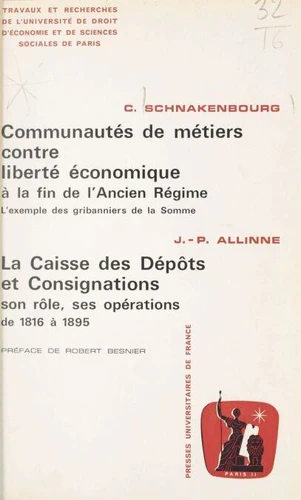 TRAVAUX ET RECHERCHES
DE L'UNIVERSITÉ DE DROIT
D'ÉCONOMIE ET DE SCIENCES
SOCIALES DE PARIS
32
T6
C. SCHNAKENBOURG
Communautés de métiers
contre
liberté économique
à la fin de l'Ancien Régime
L'exemple des gribanniers de la Somme
J.-P. ALLINNE
La Caisse des Dépôts
et Consignations
son rôle, ses opérations
de 1816 à 1895
PRÉFACE DE ROBERT BESNIER
PRESSES UNIVERSITAIRES DE FRANCE
PARIS II